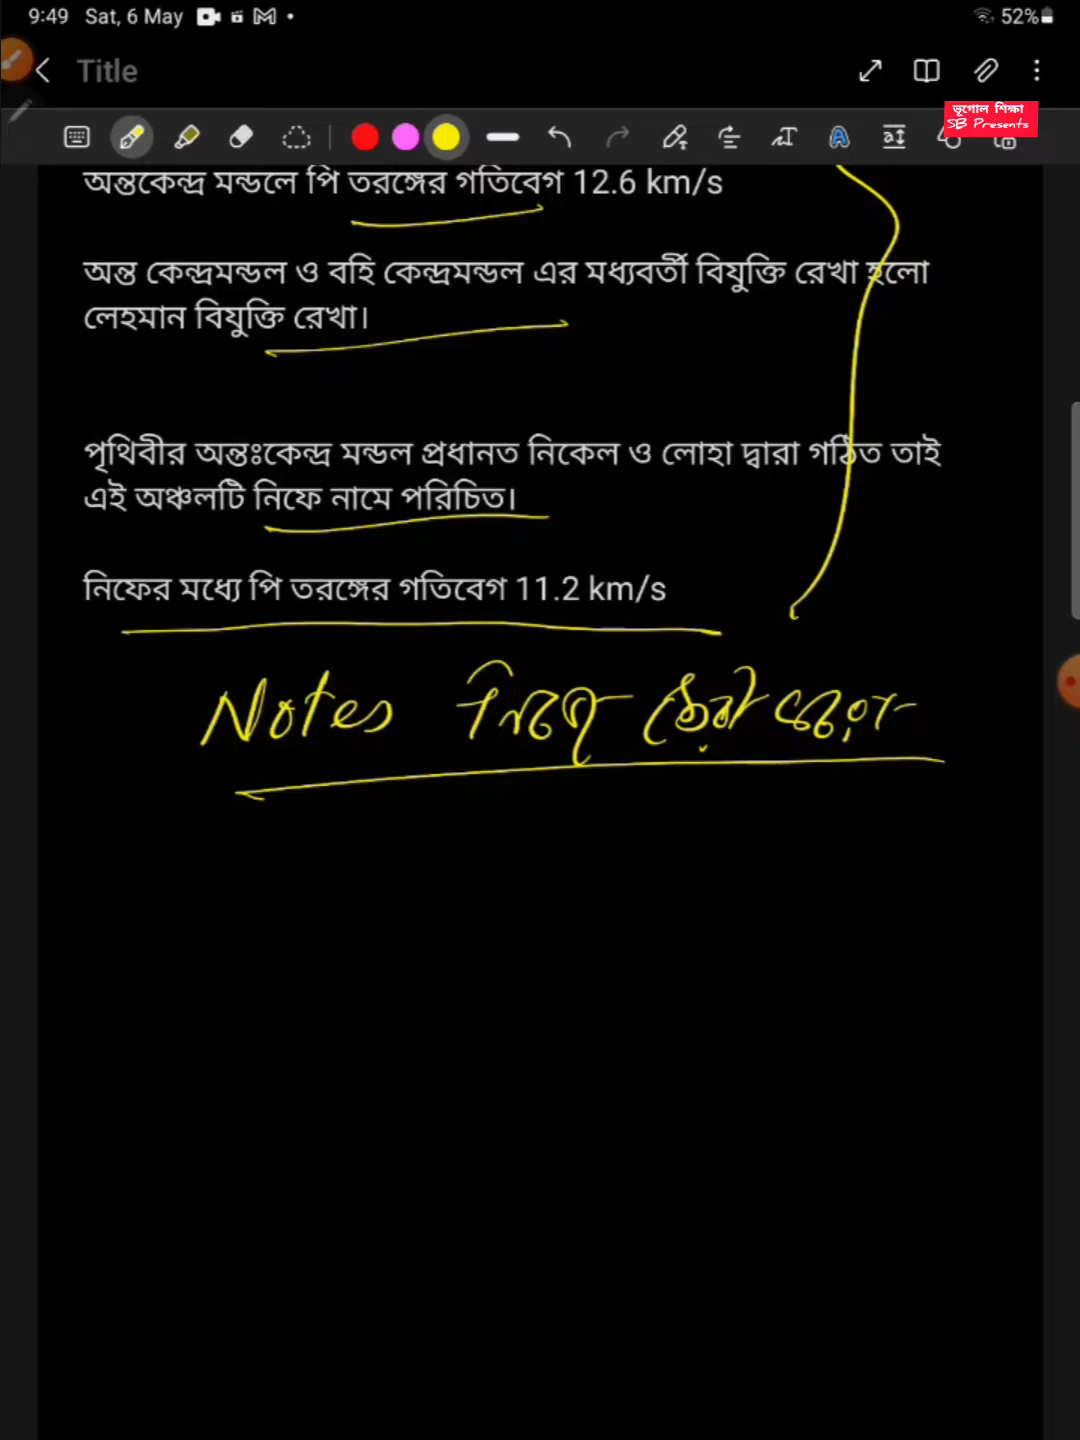 9:49 Sat, 6 May 52%
Title
ভূগোল শিক্ষা
SB Presents
অন্তকেন্দ্র মন্ডলে পি তরঙ্গের গতিবেগ 12.6 km/s
অন্ত কেন্দ্রমন্ডল ও বহি কেন্দ্রমন্ডল এর মধ্যবর্তী বিযুক্তি রেখা হলো
লেহমান বিযুক্তি রেখা।
পৃথিবীর অন্তঃকেন্দ্র মন্ডল প্রধানত নিকেল ও লোহা দ্বারা গঠিত তাই
এই অঞ্চলটি নিফে নামে পরিচিত।
নিফের মধ্যে পি তরঙ্গের গতিবেগ 11.2 km/s
Notes